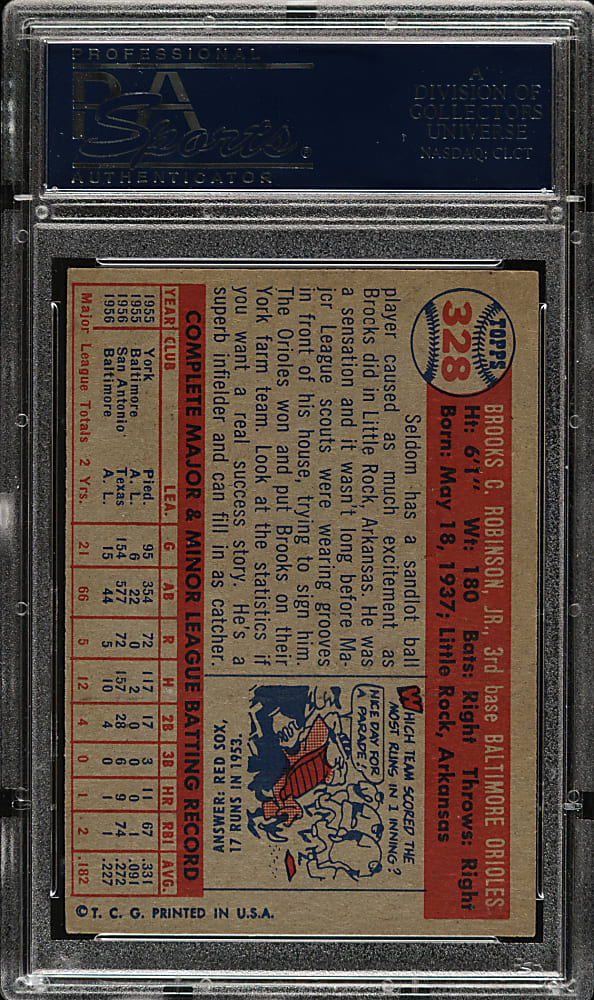 PROFESSIONAL
PSA
Sports
AUTHENTICATOR
A
DIVISION OF
COLLECTORS
UNIVERSE
NASDAQ: CLCT
TOPPS
328
BROOKS C. ROBINSON, JR., 3rd base BALTIMORE ORIOLES
Ht: 6'1" Wt: 180 Bats: Right Throws: Right
Born: May 18, 1937; Little Rock, Arkansas
Seldom has a sandlot ball
player caused as much excitement as
Brooks did in Little Rock, Arkansas. He was
a sensation and it wasn't long before Ma-
jcr League scouts were wearing grooves
in front of his house, trying to sign him.
The Orioles won and put Brooks on their
York farm team. Look at the statistics if
you want a real success story. He's a
superb infielder and can fill in as catcher.
WHICH TEAM SCORED THE
MOST RUNS IN 1 INNING?
NICE DAY FOR
A PARADE!
ANSWER: RED SOX,
17 RUNS IN 1953.
COMPLETE MAJOR & MINOR LEAGUE BATTING RECORD
YEAR CLUB LEA. G AB R H 2B 3B HR RBI AVG.
1955 York Pied. 95 354 72 117 17 3 11 67 .331
1955 Baltimore A. L. 6 22 0 2 0 0 0 1 .091
1956 San Antonio Texas 154 577 72 157 28 6 9 74 .272
1956 Baltimore A. L. 15 44 5 10 4 0 1 1 .227
Major League Totals 2 Yrs. 21 66 5 12 4 0 1 2 .182
©T. C. G. PRINTED IN U.S.A.